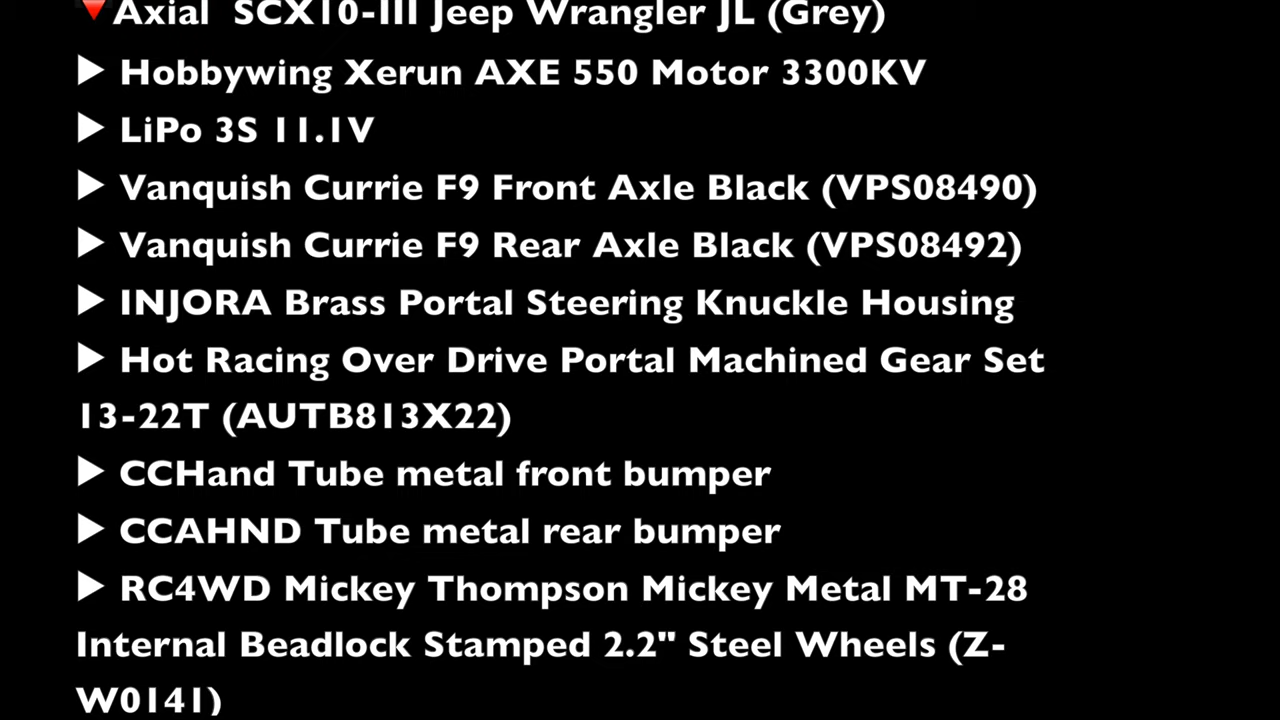 🔻Axial SCX10-III Jeep Wrangler JL (Grey)
▶ Hobbywing Xerun AXE 550 Motor 3300KV
▶ LiPo 3S 11.1V
▶ Vanquish Currie F9 Front Axle Black (VPS08490)
▶ Vanquish Currie F9 Rear Axle Black (VPS08492)
▶ INJORA Brass Portal Steering Knuckle Housing
▶ Hot Racing Over Drive Portal Machined Gear Set
13-22T (AUTB813X22)
▶ CCHand Tube metal front bumper
▶ CCAHND Tube metal rear bumper
▶ RC4WD Mickey Thompson Mickey Metal MT-28
Internal Beadlock Stamped 2.2" Steel Wheels (Z-
W0141)